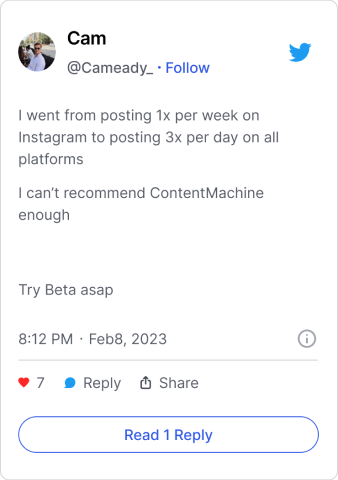 Cam
@Cameady_ · Follow
I went from posting 1x per week on
Instagram to posting 3x per day on all
platforms
I can’t recommend ContentMachine
enough
Try Beta asap
8:12 PM · Feb8, 2023
7 Reply Share
Read 1 Reply